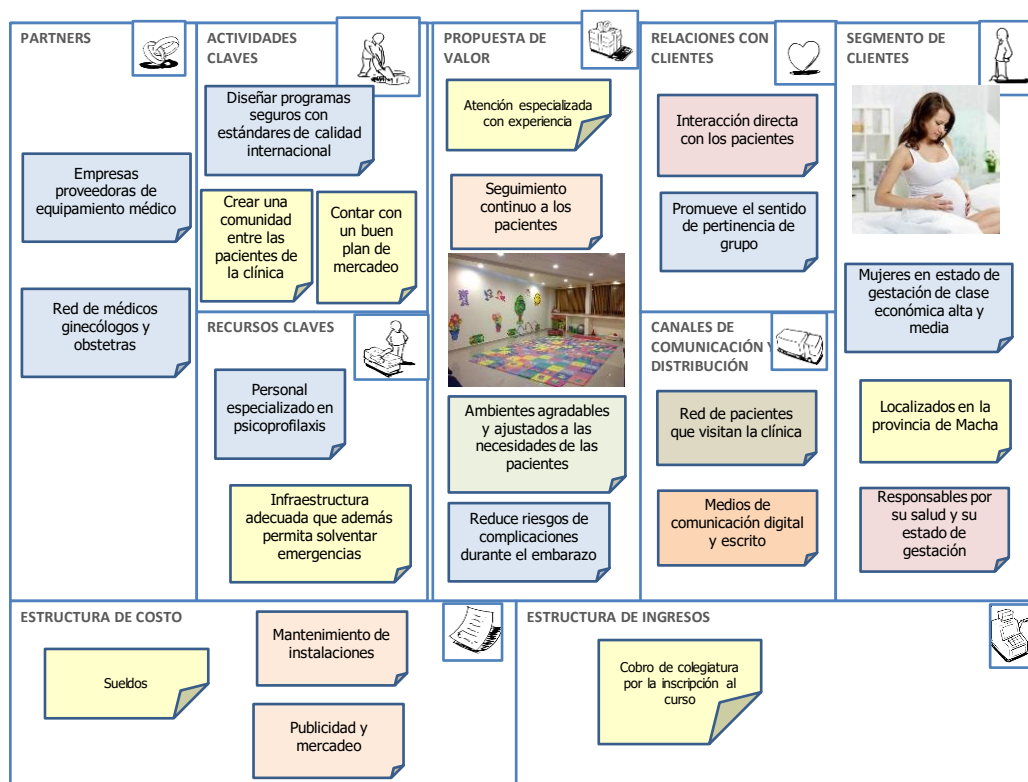 PARTNERS
Empresas
proveedoras de
equipamiento médico
Red de médicos
ginecólogos y
obstetras
ACTIVIDADES
CLAVES
Diseñar programas
seguros con
estándares de calidad
internacional
Crear una
comunidad
entre las
pacientes de
la clínica
Contar con
un buen
plan de
mercadeo
RECURSOS CLAVES
Personal
especializado en
psicoprofilaxis
Infraestructura
adecuada que además
permita solventar
emergencias
PROPUESTA DE
VALOR
Atención especializada
con experiencia
Seguimiento
continuo a los
pacientes
Ambientes agradables
y ajustados a las
necesidades de las
pacientes
Reduce riesgos de
complicaciones
durante el embarazo
RELACIONES CON
CLIENTES
Interacción directa
con los pacientes
Promueve el sentido
de pertinencia de
grupo
CANALES DE
COMUNICACIÓN Y
DISTRIBUCIÓN
Red de pacientes
que visitan la clínica
Medios de
comunicación digital
y escrito
SEGMENTO DE
CLIENTES
Mujeres en estado de
gestación de clase
económica alta y
media
Localizados en la
provincia de Macha
Responsables por
su salud y su
estado de
gestación
ESTRUCTURA DE COSTO
Sueldos
Mantenimiento de
instalaciones
Publicidad y
mercadeo
ESTRUCTURA DE INGRESOS
Cobro de colegiatura
por la inscripción al
curso